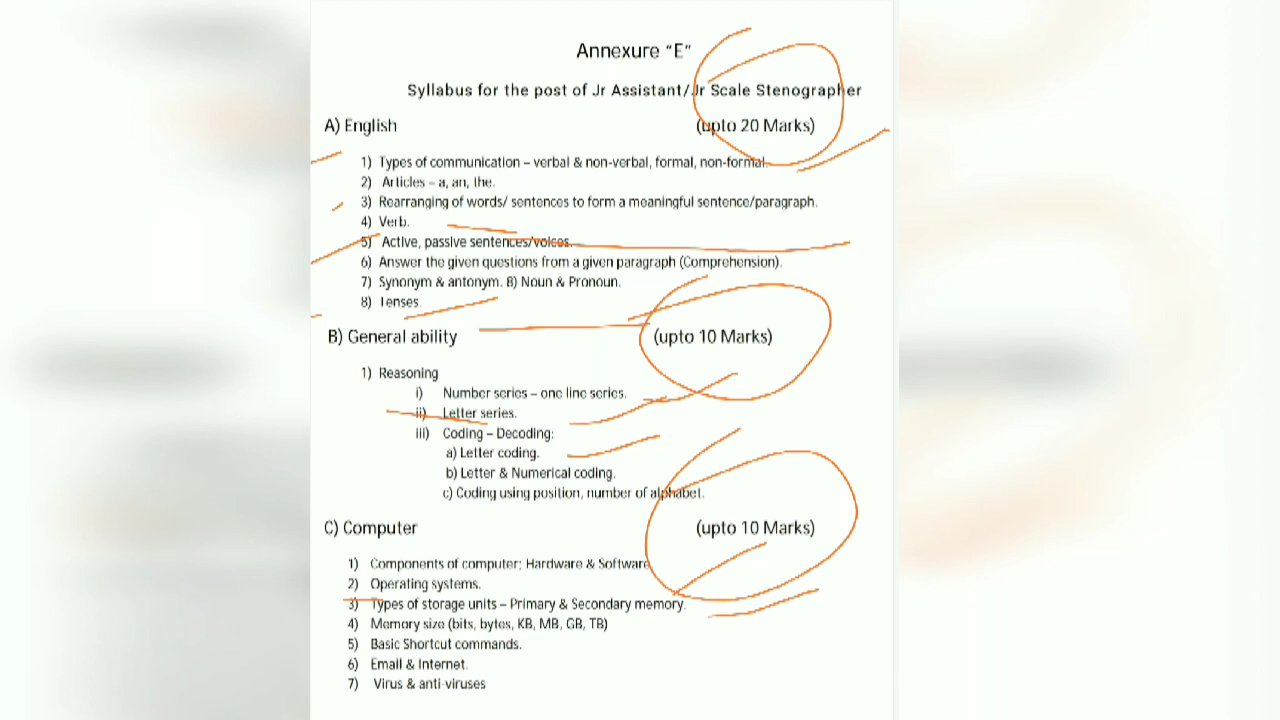 Annexure “E”
Syllabus for the post of Jr Assistant/Jr Scale Stenographer
A) English (upto 20 Marks)
1) Types of communication – verbal & non-verbal, formal, non-formal.
2) Articles – a, an, the.
3) Rearranging of words/ sentences to form a meaningful sentence/paragraph.
4) Verb.
5) Active, passive sentences/voices.
6) Answer the given questions from a given paragraph (Comprehension).
7) Synonym & antonym. 8) Noun & Pronoun.
8) Tenses.
B) General ability (upto 10 Marks)
1) Reasoning
i) Number series – one line series.
ii) Letter series.
iii) Coding – Decoding:
a) Letter coding.
b) Letter & Numerical coding.
c) Coding using position, number of alphabet.
C) Computer (upto 10 Marks)
1) Components of computer: Hardware & Software
2) Operating systems.
3) Types of storage units – Primary & Secondary memory.
4) Memory size (bits, bytes, KB, MB, GB, TB)
5) Basic Shortcut commands.
6) Email & Internet.
7) Virus & anti-viruses